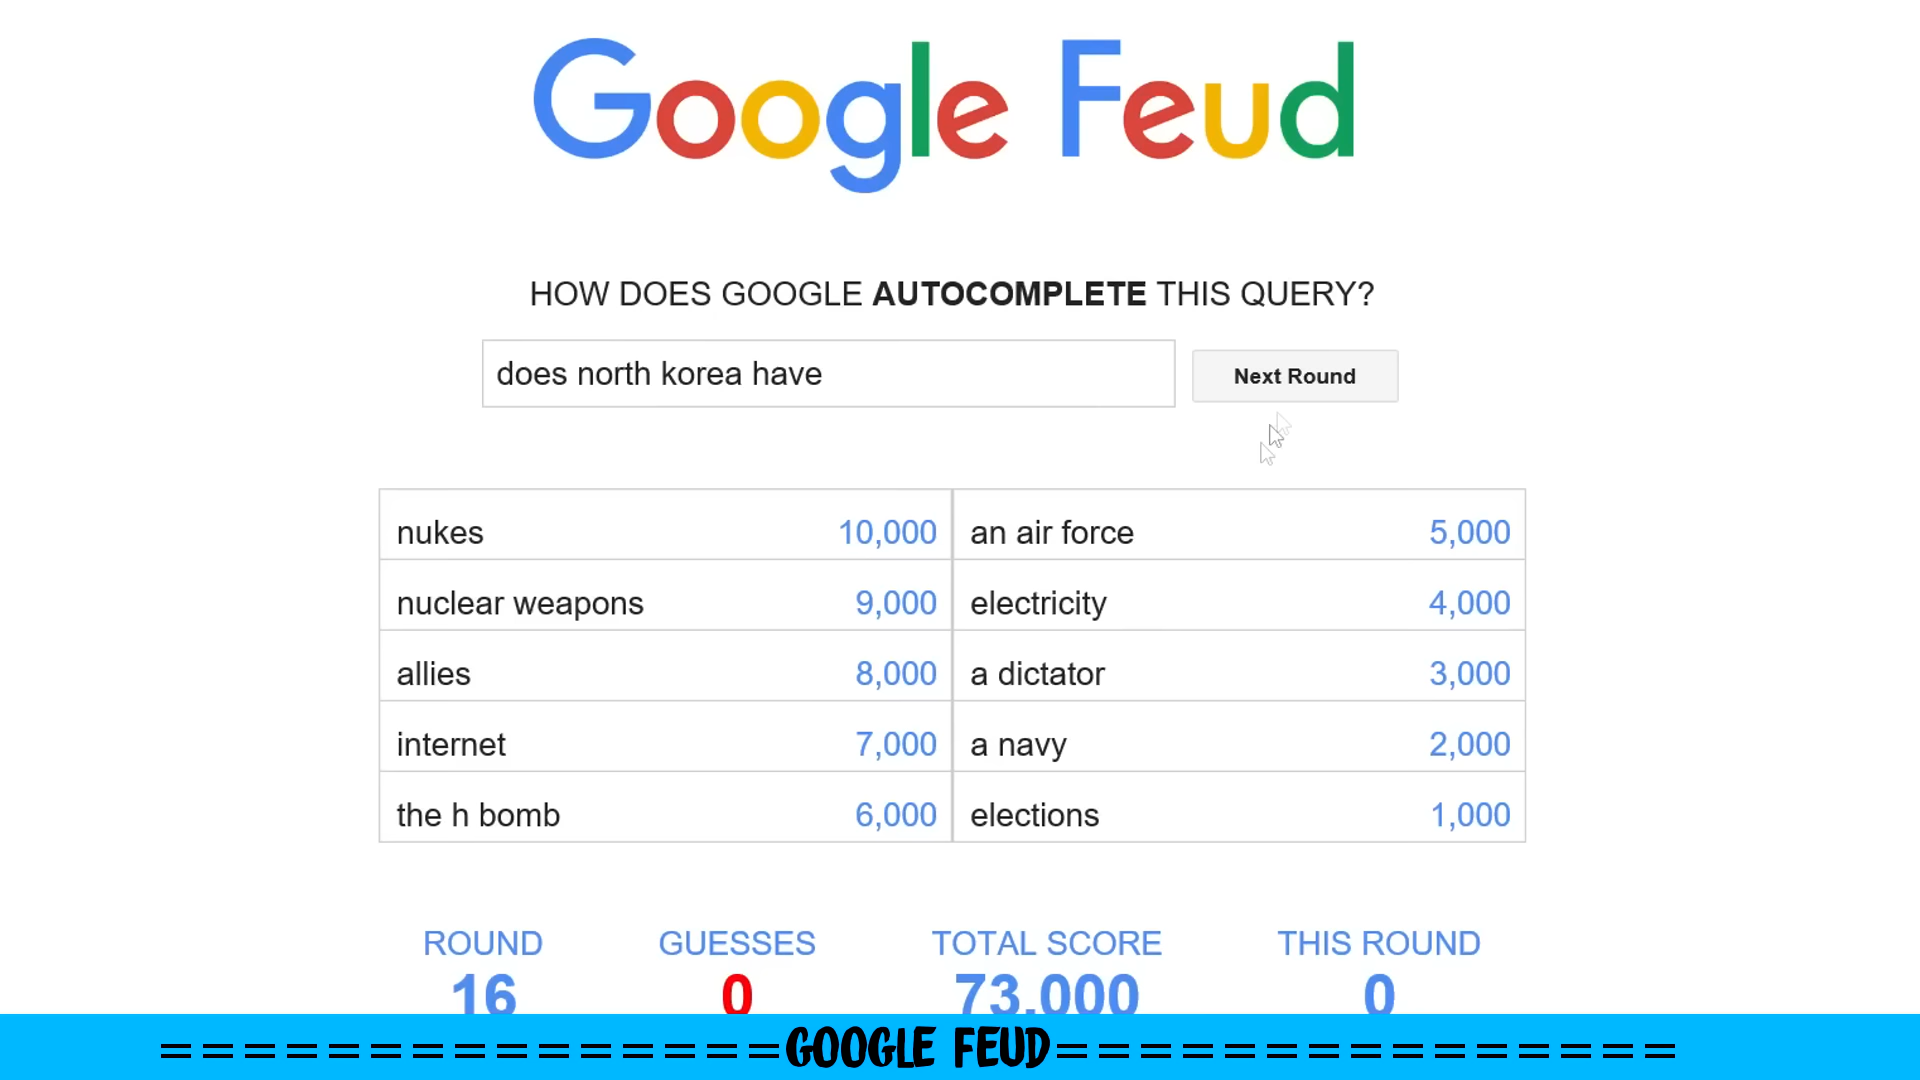 Google Feud
HOW DOES GOOGLE AUTOCOMPLETE THIS QUERY?
does north korea have
Next Round
nukes 10,000
nuclear weapons 9,000
allies 8,000
internet 7,000
the h bomb 6,000
an air force 5,000
electricity 4,000
a dictator 3,000
a navy 2,000
elections 1,000
ROUND GUESSES TOTAL SCORE THIS ROUND
16 0 73,000 0
===============GOOGLE FEUD===============